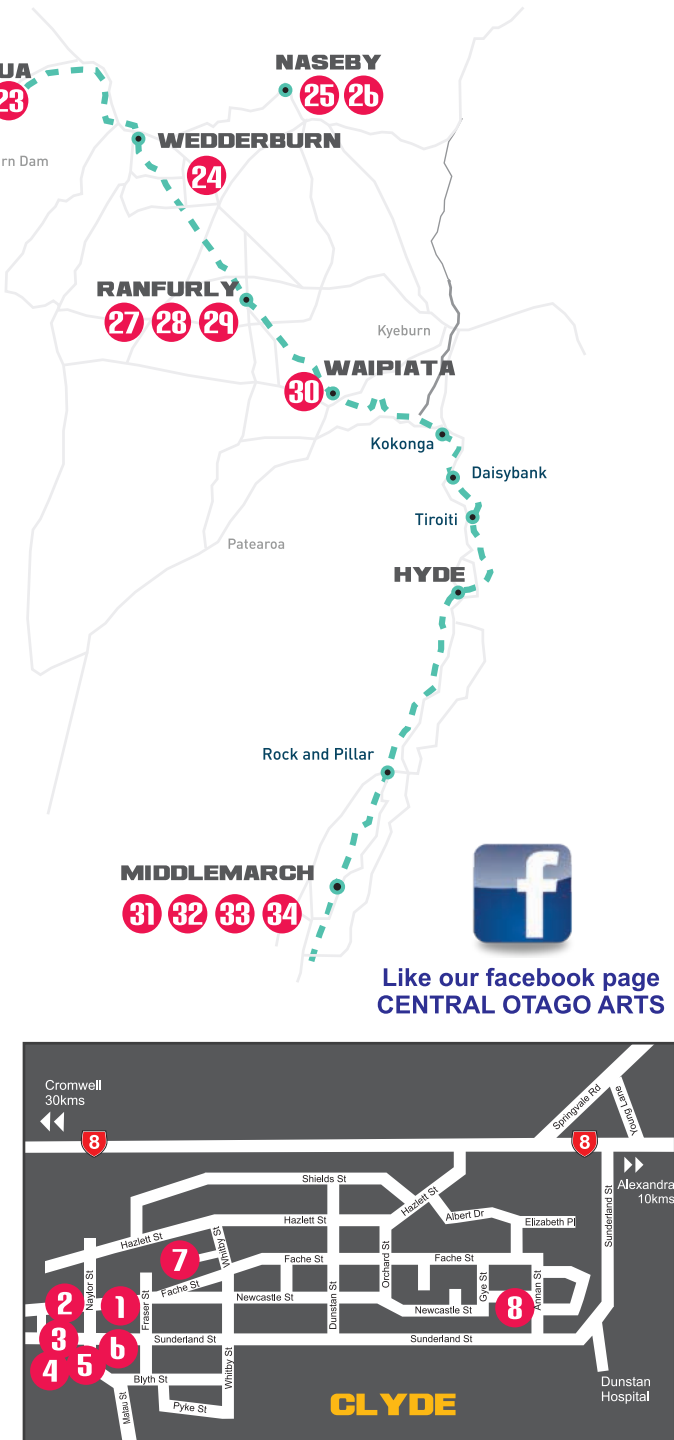 UA
23
NASEBY
25 26
WEDDERBURN
24
rn Dam
RANFURLY
27 28 29
Kyeburn
WAIPIATA
30
Kokonga
Daisybank
Tiroiti
Patearoa
HYDE
Rock and Pillar
MIDDLEMARCH
31 32 33 34
f
Like our facebook page
CENTRAL OTAGO ARTS
Cromwell
30kms
8
8
Springvale Rd
Young Lane
Alexandra
10kms
Shields St
Hazlett St
Albert Dr
Elizabeth Pl
Sunderland St
Hazlett St
Hazlett St
Whitby St
7
Fache St
Fache St
Fache St
Orchard St
Naylor St
2
1
Fraser St
Newcastle St
Dunstan St
Newcastle St
Gye St
8
Annan St
3
6
Sunderland St
Sunderland St
4
5
Blyth St
Whitby St
Matau St
Pyke St
Dunstan
Hospital
CLYDE